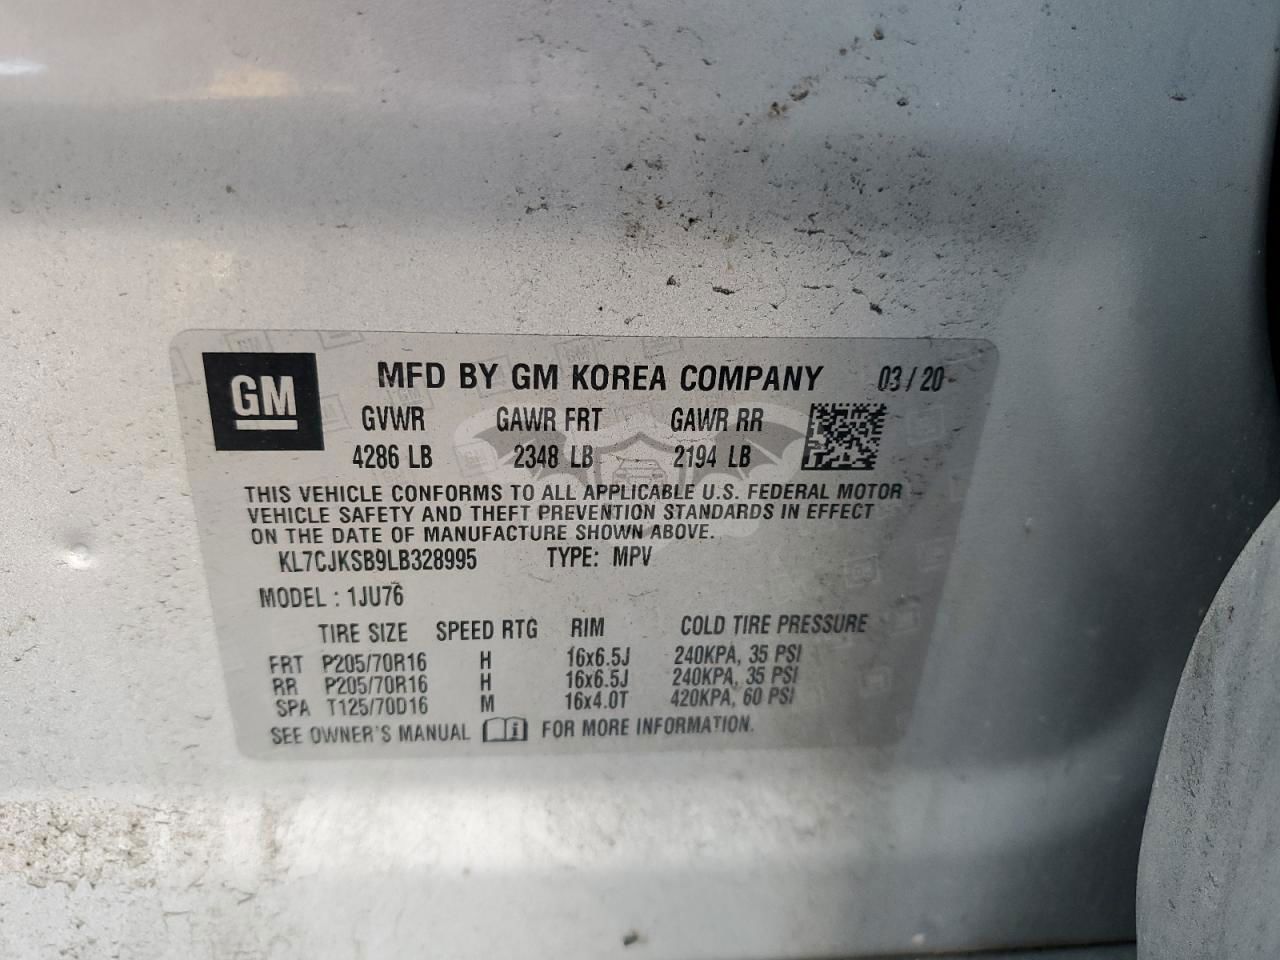 GM MFD BY GM KOREA COMPANY 03/20
GVWR GAWR FRT GAWR RR
4286 LB 2348 LB 2194 LB
THIS VEHICLE CONFORMS TO ALL APPLICABLE U.S. FEDERAL MOTOR
VEHICLE SAFETY AND THEFT PREVENTION STANDARDS IN EFFECT
ON THE DATE OF MANUFACTURE SHOWN ABOVE.
KL7CJKSB9LB328995 TYPE: MPV
MODEL : 1JU76
TIRE SIZE SPEED RTG RIM COLD TIRE PRESSURE
FRT P205/70R16 H 16x6.5J 240KPA, 35 PSI
RR P205/70R16 H 16x6.5J 240KPA, 35 PSI
SPA T125/70D16 M 16x4.0T 420KPA, 60 PSI
SEE OWNER'S MANUAL i FOR MORE INFORMATION.